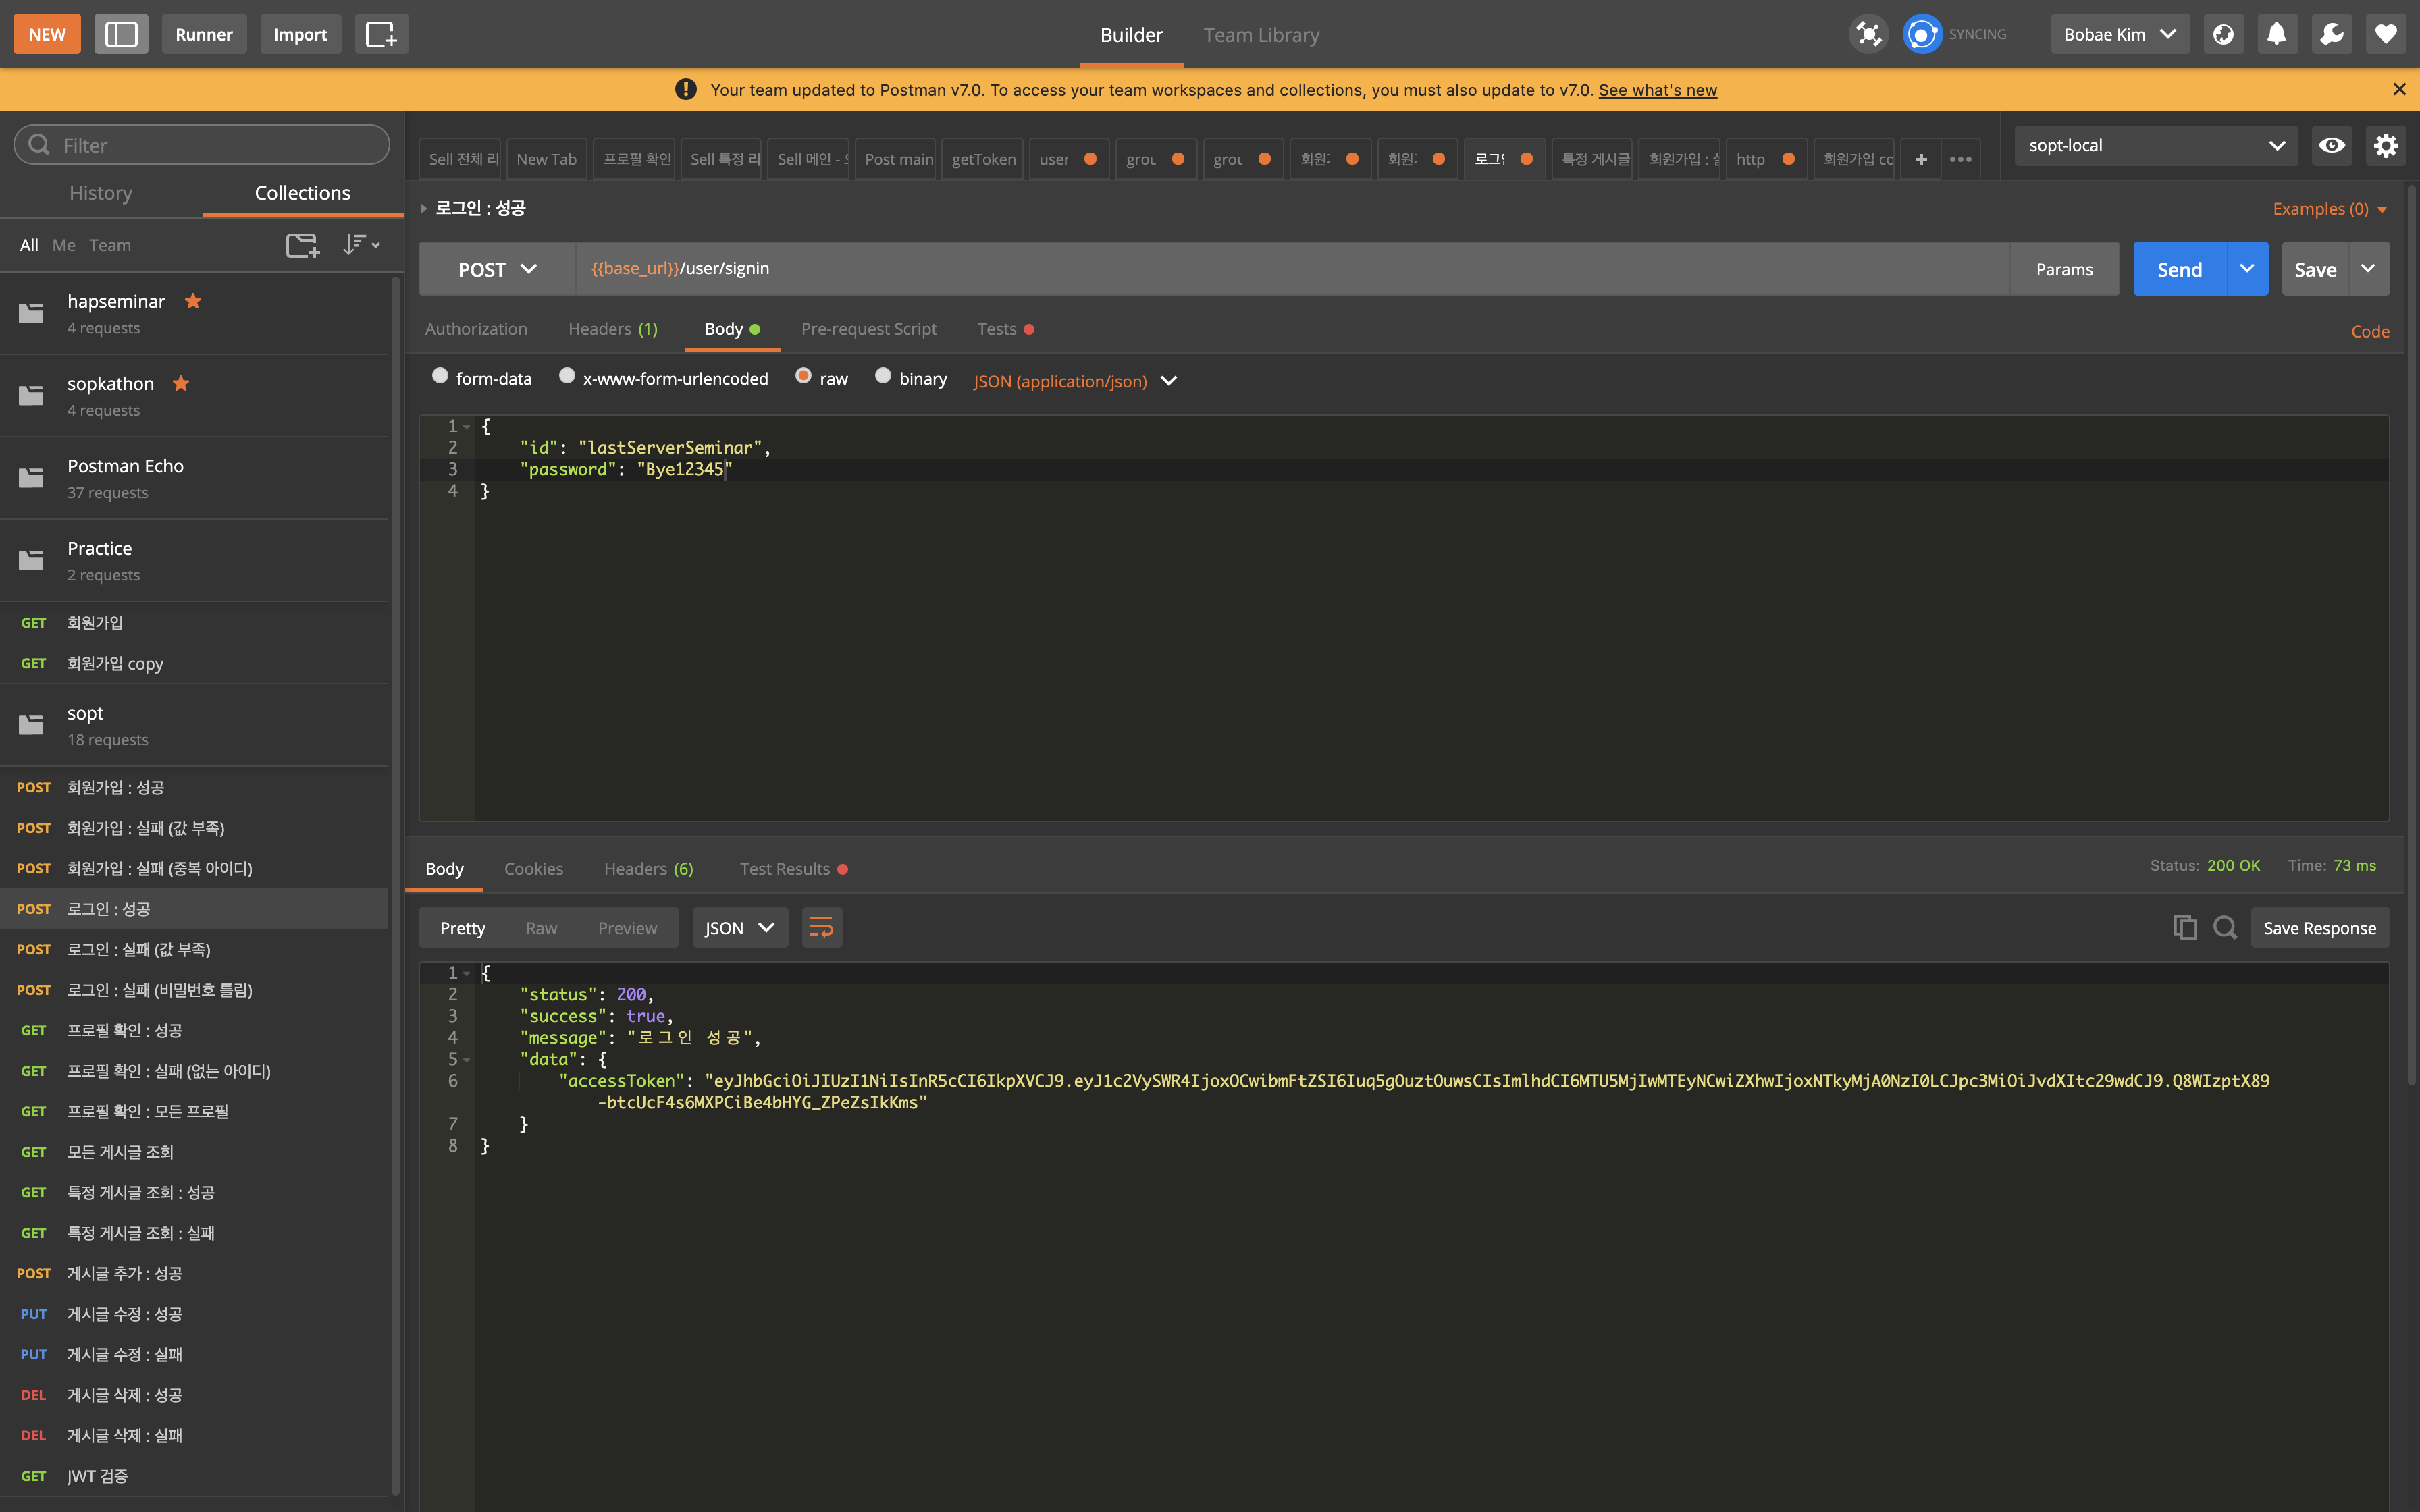 NEW
Runner
Import
Builder
Team Library
SYNCING
Bobae Kim
Your team updated to Postman v7.0. To access your team workspaces and collections, you must also update to v7.0. See what's new
Filter
History
Collections
All Me Team
hapseminar
4 requests
sopkathon
4 requests
Postman Echo
37 requests
Practice
2 requests
GET 회원가입
GET 회원가입 copy
sopt
18 requests
POST 회원가입 : 성공
POST 회원가입 : 실패 (값 부족)
POST 회원가입 : 실패 (중복 아이디)
POST 로그인 : 성공
POST 로그인 : 실패 (값 부족)
POST 로그인 : 실패 (비밀번호 틀림)
GET 프로필 확인 : 성공
GET 프로필 확인 : 실패 (없는 아이디)
GET 프로필 확인 : 모든 프로필
GET 모든 게시글 조회
GET 특정 게시글 조회 : 성공
GET 특정 게시글 조회 : 실패
POST 게시글 추가 : 성공
PUT 게시글 수정 : 성공
PUT 게시글 수정 : 실패
DEL 게시글 삭제 : 성공
DEL 게시글 삭제 : 실패
GET JWT 검증
Sell 전체 리 New Tab 프로필 확인 Sell 특정 리 Sell 메인 - Post main getToken user 회원 회원 로그 특정 게시글 회원가입 : http 회원가입 co + •••
sopt-local
로그인 : 성공
Examples (0)
POST {{base_url}}/user/signin Params Send Save
Authorization Headers (1) Body Pre-request Script Tests Code
form-data x-www-form-urlencoded raw binary JSON (application/json)
1 {
2 "id": "lastServerSeminar",
3 "password": "Bye12345"
4 }
Body Cookies Headers (6) Test Results Status: 200 OK Time: 73 ms
Pretty Raw Preview JSON Save Response
1 {
2 "status": 200,
3 "success": true,
4 "message": "로그인 성공",
5 "data": {
6 "accessToken": "eyJhbGciOiJIUzI1NiIsInR5cCI6IkpXVCJ9.eyJ1c2VySWR4IjoxOCwibmFtZSI6Iuq5gOuztOuwsCIsImlhdCI6MTU5MjIwMTEyNCwiZXhwIjoxNTkyMjA0NzI0LCJpc3MiOiJvdXItc29wdCJ9.Q8WIzptX89
-btcUcF4s6MXPCiBe4bHYG_ZPeZsIkKms"
7 }
8 }